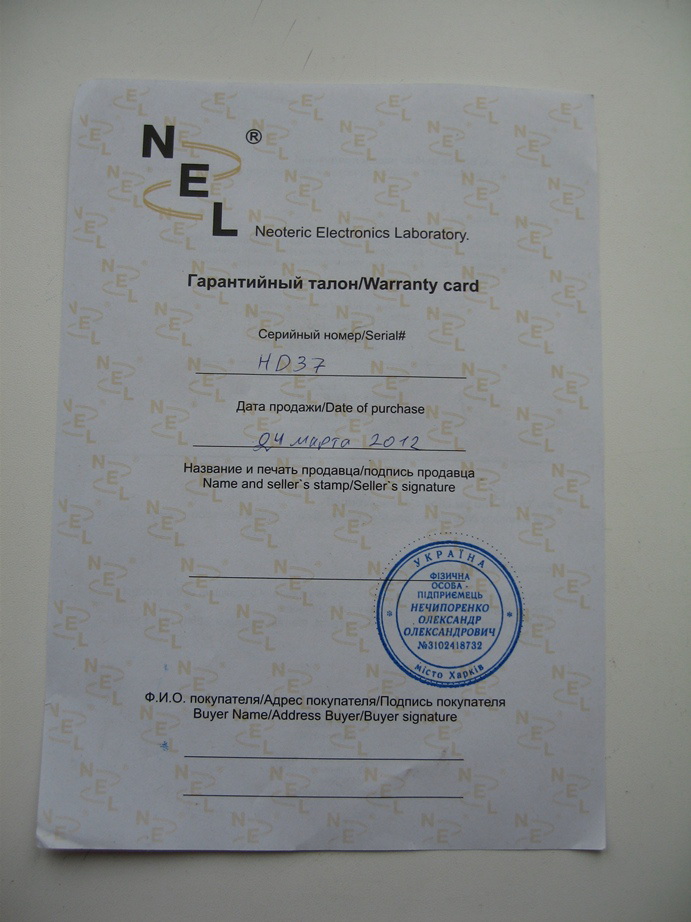 N
®
E
L
Neoteric Electronics Laboratory.
Гарантийный талон/Warranty card
Серийный номер/Serial#
HD37
Дата продажи/Date of purchase
24 марта 2012
Название и печать продавца/подпись продавца
Name and seller`s stamp/Seller`s signature
УКРАЇНА
ФІЗИЧНА
ОСОБА -
ПІДПРИЄМЕЦЬ
НЕЧИПОРЕНКО
ОЛЕКСАНДР
ОЛЕКСАНДРОВИЧ
№3102418732
місто Харків
Ф.И.О. покупателя/Адрес покупателя/Подпись покупателя
Buyer Name/Address Buyer/Buyer signature